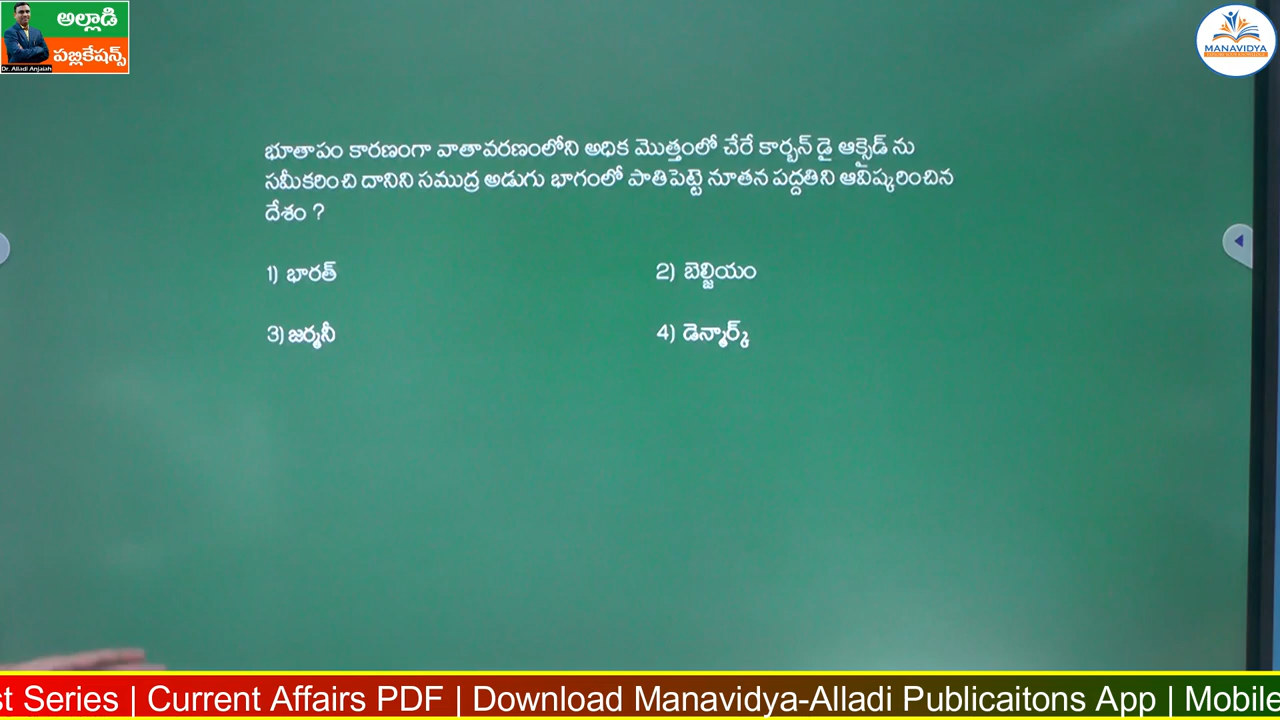 అల్లాడి
పబ్లికేషన్స్
Dr. Alladi Anjaiah
MANAVIDYA
భూతాపం కారణంగా వాతావరణంలోని అధిక మొత్తంలో చేరే కార్బన్ డై ఆక్సైడ్ ను
సమీకరించి దానిని సముద్ర అడుగు భాగంలో పాతిపెట్టె నూతన పద్దతిని ఆవిష్కరించిన
దేశం ?
1) భారత్
2) బెల్జియం
3) జర్మనీ
4) డెన్మార్క్
st Series | Current Affairs PDF | Download Manavidya-Alladi Publicaitons App | Mobile